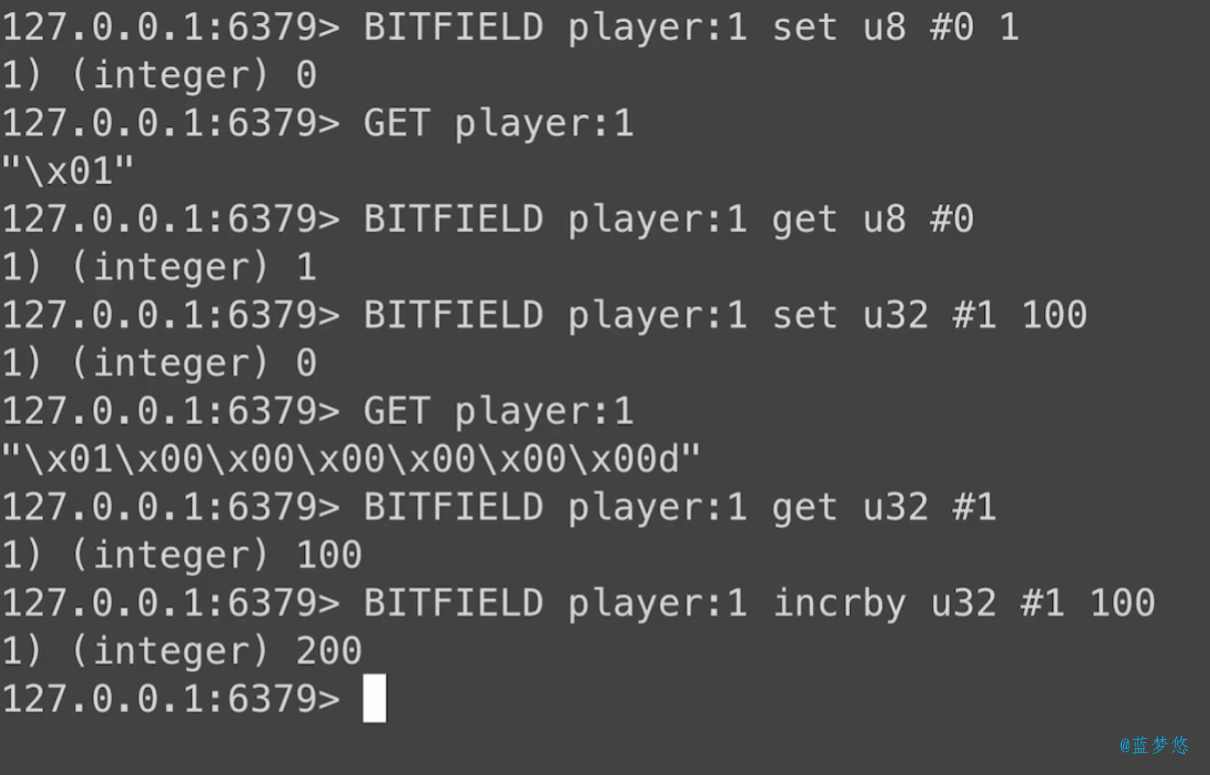 127.0.0.1:6379> BITFIELD player:1 set u8 #0 1
1) (integer) 0
127.0.0.1:6379> GET player:1
"\x01"
127.0.0.1:6379> BITFIELD player:1 get u8 #0
1) (integer) 1
127.0.0.1:6379> BITFIELD player:1 set u32 #1 100
1) (integer) 0
127.0.0.1:6379> GET player:1
"\x01\x00\x00\x00\x00\x00\x00d"
127.0.0.1:6379> BITFIELD player:1 get u32 #1
1) (integer) 100
127.0.0.1:6379> BITFIELD player:1 incrby u32 #1 100
1) (integer) 200
127.0.0.1:6379>
@蓝梦悠